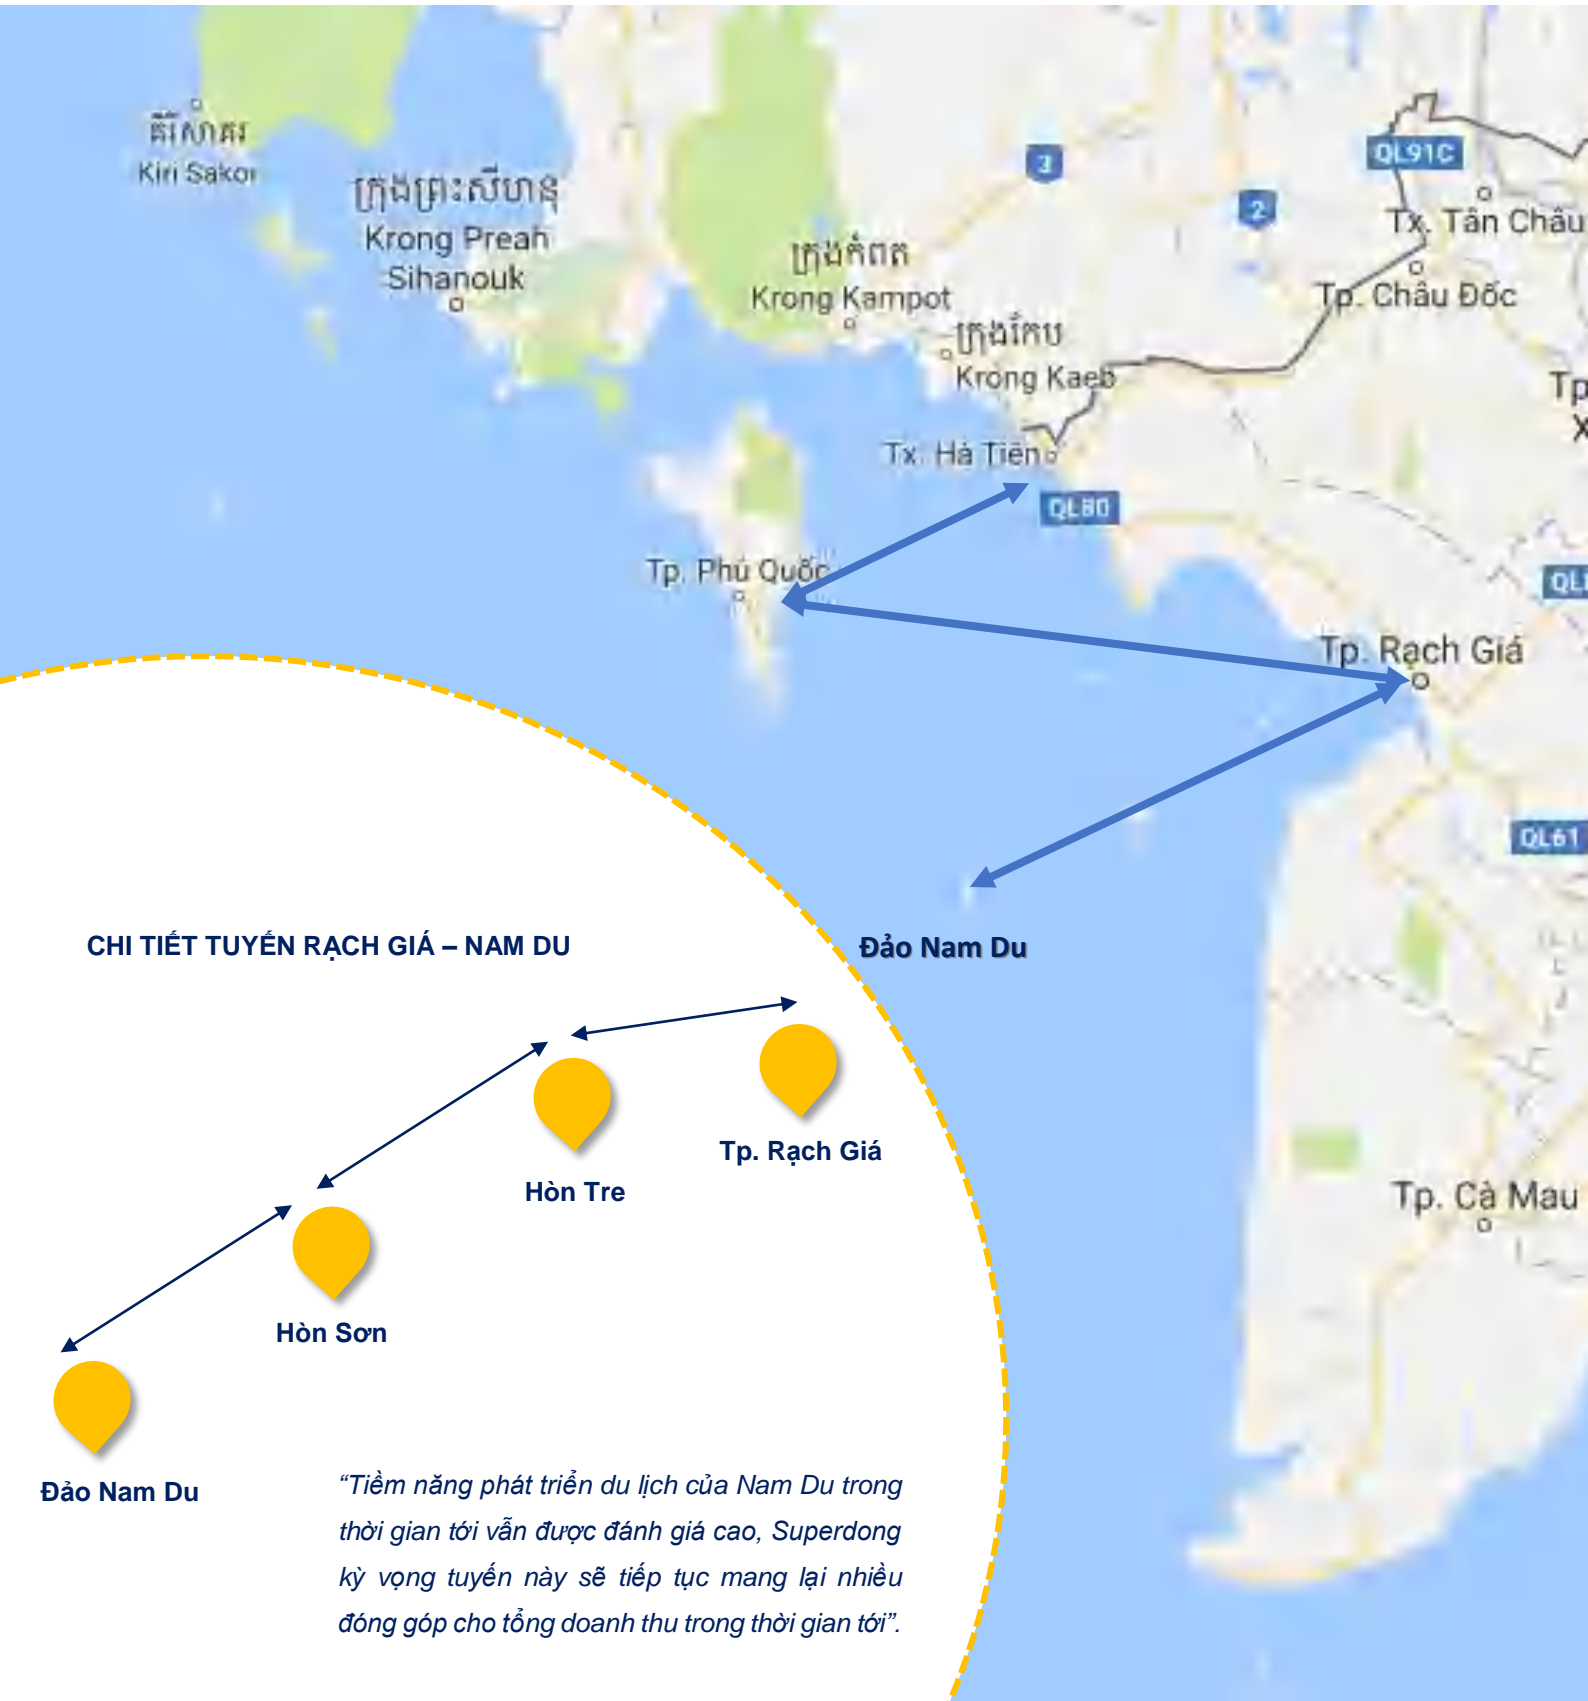 គិរីសាគរ
Kiri Sakor
ក្រុងព្រះសីហនុ
Krong Preah
Sihanouk
ក្រុងកំពត
Krong Kampot
ក្រុងកែប
Krong Kaeb
3
2
QL91C
Tx. Tân Châu
Tp. Châu Đốc
Tp
X
Tx. Hà Tiên
QL80
Tp. Phú Quốc
QL
Tp. Rạch Giá
QL61
Đảo Nam Du
Tp. Cà Mau
CHI TIẾT TUYẾN RẠCH GIÁ – NAM DU
Tp. Rạch Giá
Hòn Tre
Hòn Sơn
Đảo Nam Du
“Tiềm năng phát triển du lịch của Nam Du trong
thời gian tới vẫn được đánh giá cao, Superdong
kỳ vọng tuyến này sẽ tiếp tục mang lại nhiều
đóng góp cho tổng doanh thu trong thời gian tới”.